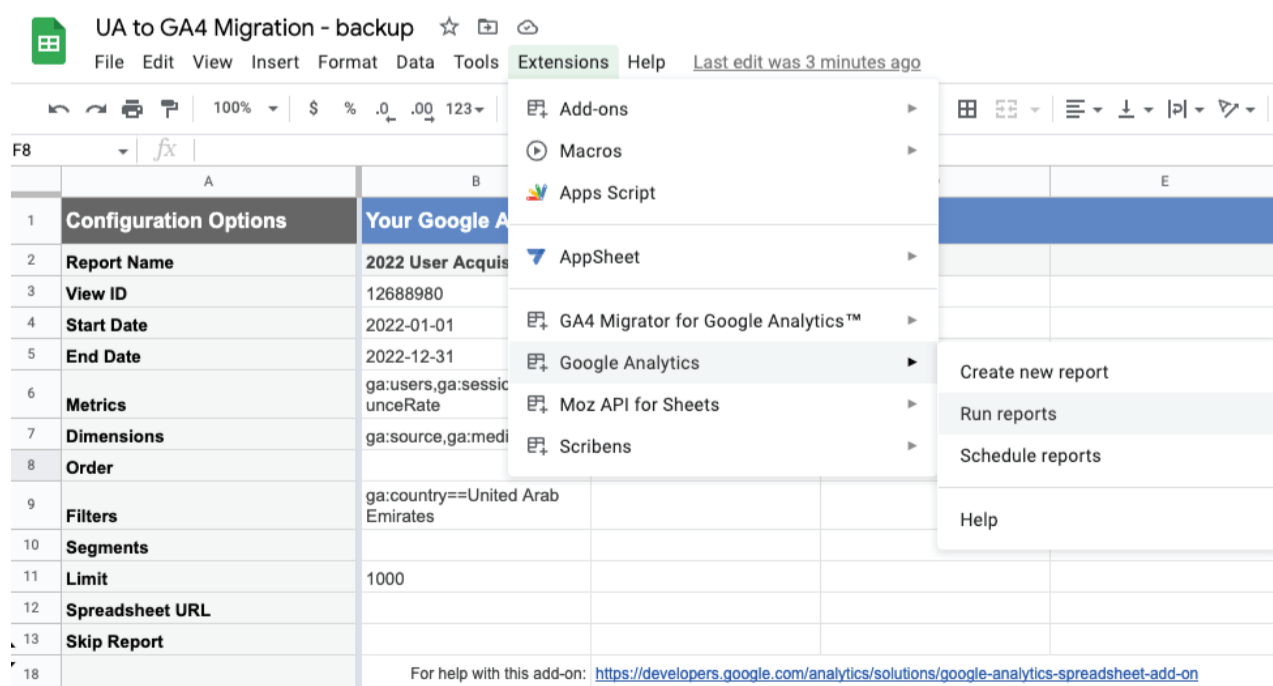 UA to GA4 Migration - backup
File Edit View Insert Format Data Tools Extensions Help Last edit was 3 minutes ago
100% $ % .0 .00 123
F8 fx
A B E
1 Configuration Options Your Google A
2 Report Name 2022 User Acquis
3 View ID 12688980
4 Start Date 2022-01-01
5 End Date 2022-12-31
6 Metrics ga:users,ga:sessio
unceRate
7 Dimensions ga:source,ga:medi
8 Order
9 Filters ga:country==United Arab
Emirates
10 Segments
11 Limit 1000
12 Spreadsheet URL
13 Skip Report
18 For help with this add-on: https://developers.google.com/analytics/solutions/google-analytics-spreadsheet-add-on
Add-ons
Macros
Apps Script
AppSheet
GA4 Migrator for Google Analytics™
Google Analytics
Moz API for Sheets
Scribens
Create new report
Run reports
Schedule reports
Help